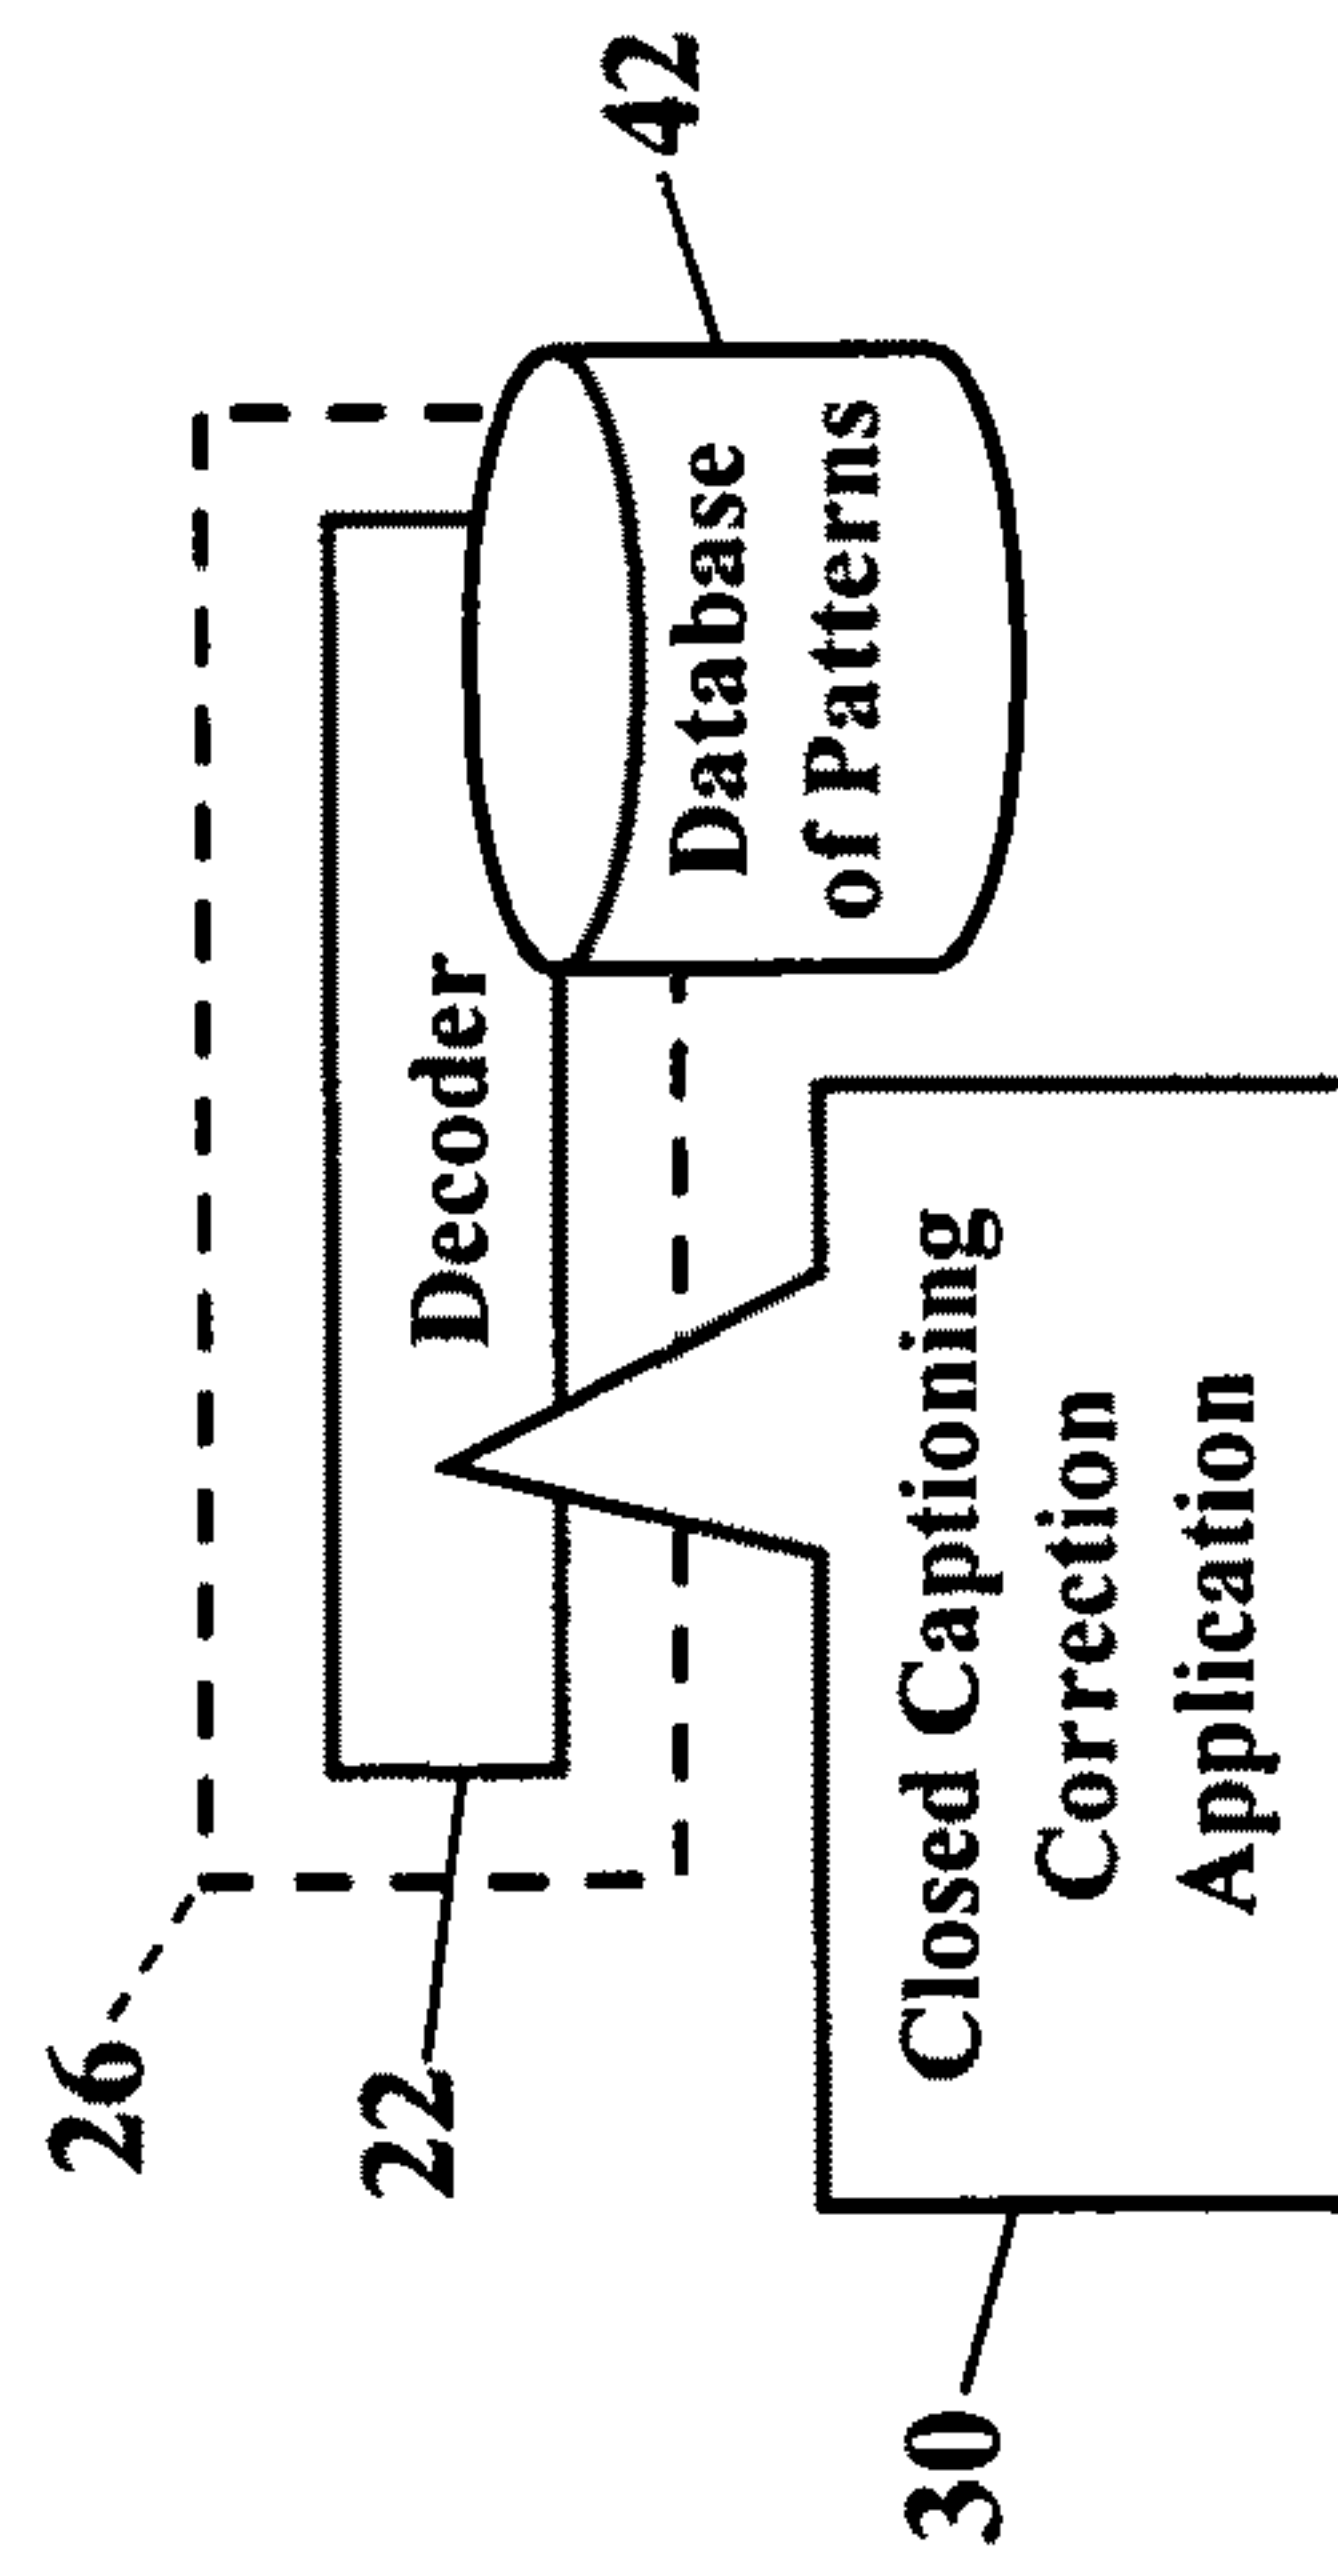 26
22
Decoder
42
Database
of Patterns
30
Closed Captioning
Correction
Application